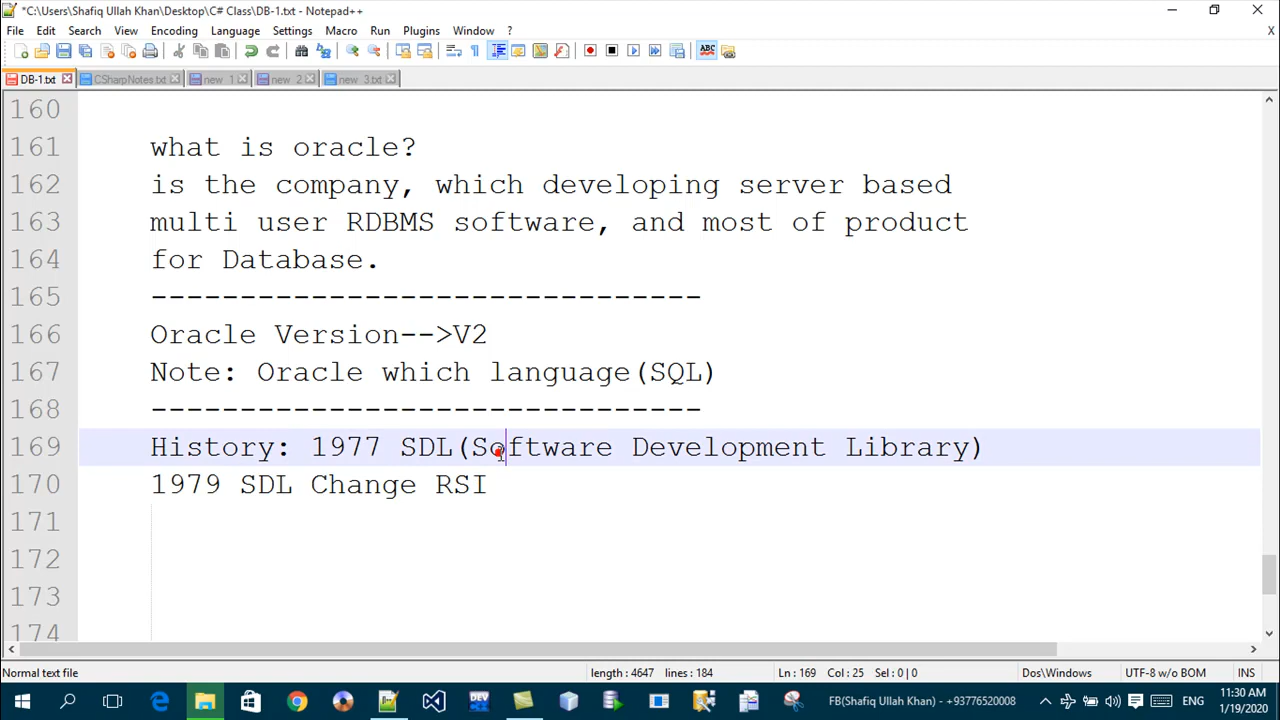 *C:\Users\Shafiq Ullah Khan\Desktop\C# Class\DB-1.txt - Notepad++
File Edit Search View Encoding Language Settings Macro Run Plugins Window ? X
DB-1.txt CSharpNotes.txt new 1 new 2 new 3.txt
160
161 what is oracle?
162 is the company, which developing server based
163 multi user RDBMS software, and most of product
164 for Database.
165 -------------------------------
166 Oracle Version-->V2
167 Note: Oracle which language(SQL)
168 -------------------------------
169 History: 1977 SDL(Software Development Library)
170 1979 SDL Change RSI
171
172
173
174
Normal text file length : 4647 lines : 184 Ln : 169 Col : 25 Sel : 0 | 0 Dos\Windows UTF-8 w/o BOM INS
FB(Shafiq Ullah Khan) - +93776520008 ENG 11:30 AM
1/19/2020